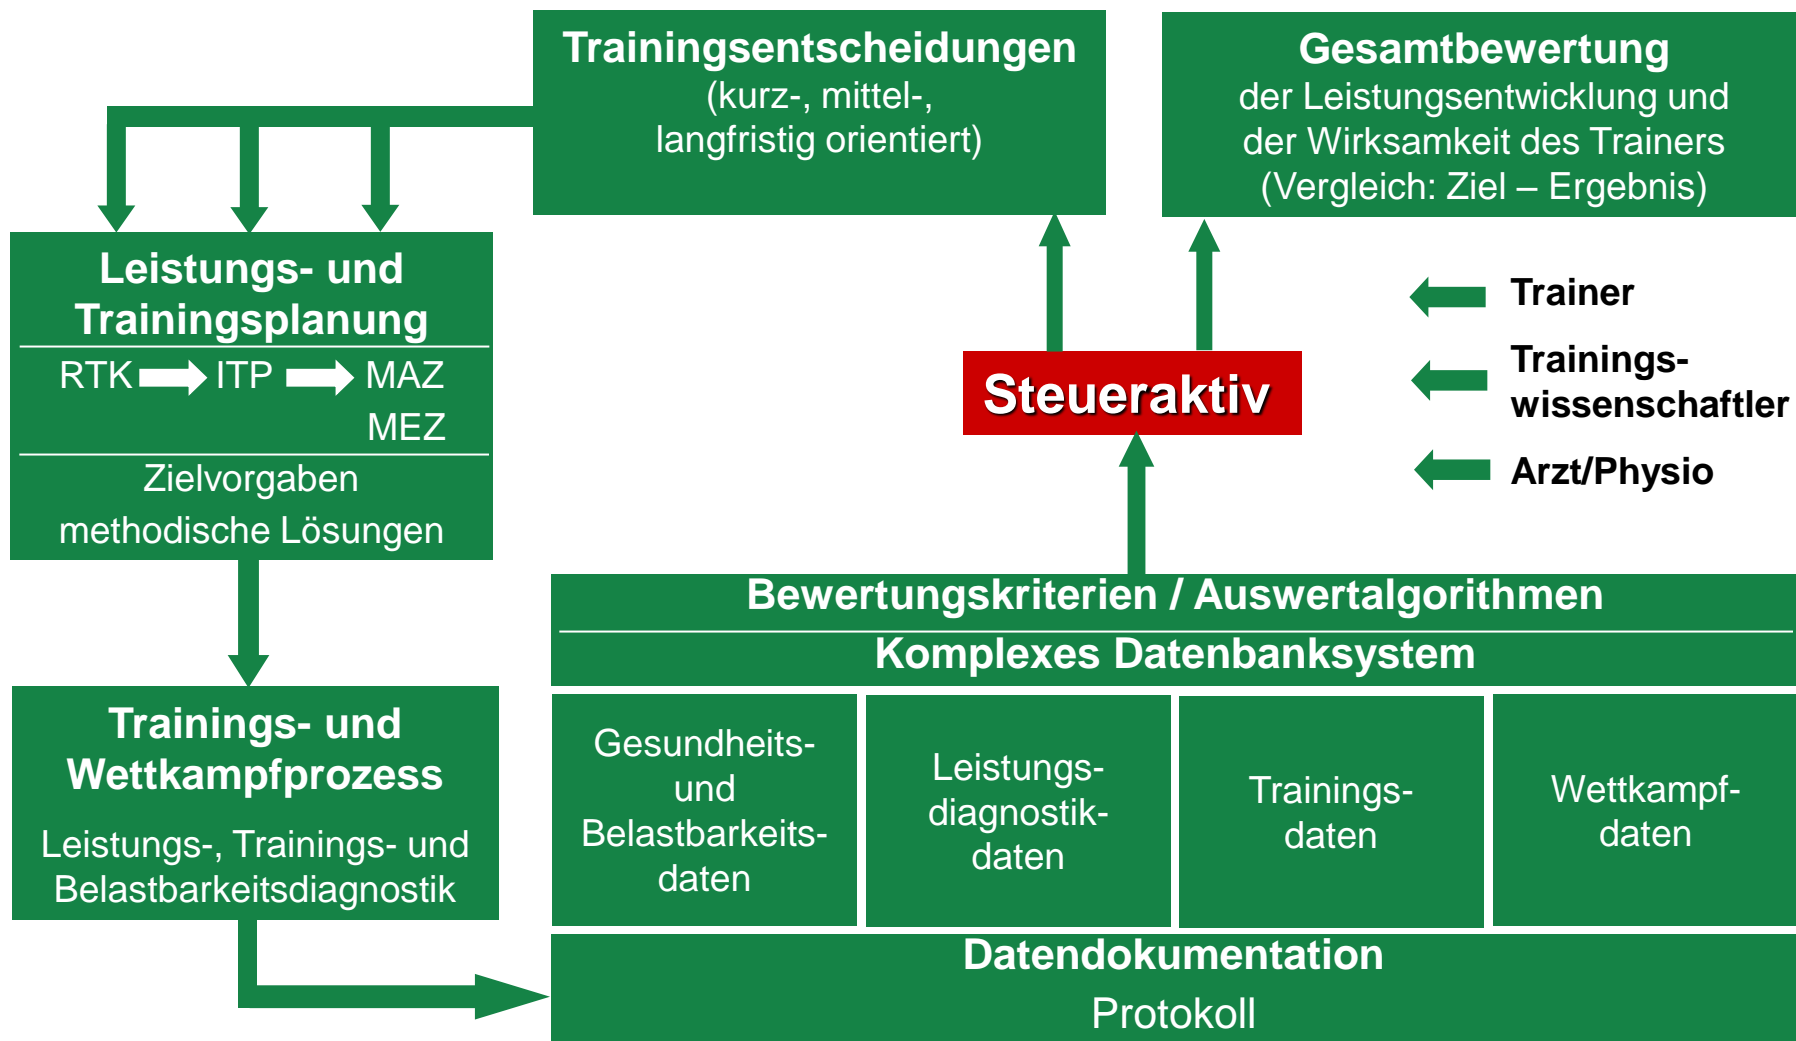 Trainingsentscheidungen
(kurz-, mittel-,
langfristig orientiert)
Gesamtbewertung
der Leistungsentwicklung und
der Wirksamkeit des Trainers
(Vergleich: Ziel – Ergebnis)
Leistungs- und
Trainingsplanung
RTK ITP MAZ
MEZ
Zielvorgaben
methodische Lösungen
Trainer
Trainings-
wissenschaftler
Arzt/Physio
Steueraktiv
Bewertungskriterien / Auswertalgorithmen
Komplexes Datenbanksystem
Trainings- und
Wettkampfprozess
Leistungs-, Trainings- und
Belastbarkeitsdiagnostik
Gesundheits-
und
Belastbarkeits-
daten
Leistungs-
diagnostik-
daten
Trainings-
daten
Wettkampf-
daten
Datendokumentation
Protokoll